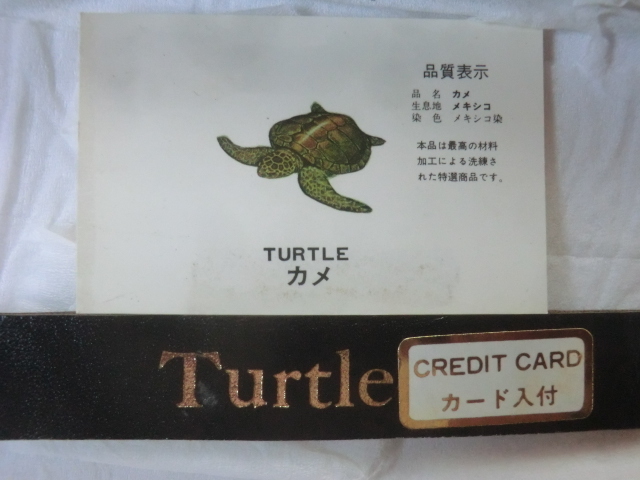 品質表示
品名 カメ
生息地 メキシコ
染色 メキシコ染
本品は最高の材料
加工による洗練さ
れた特選商品です。
TURTLE
カメ
Turtle
CREDIT CARD
カード入付